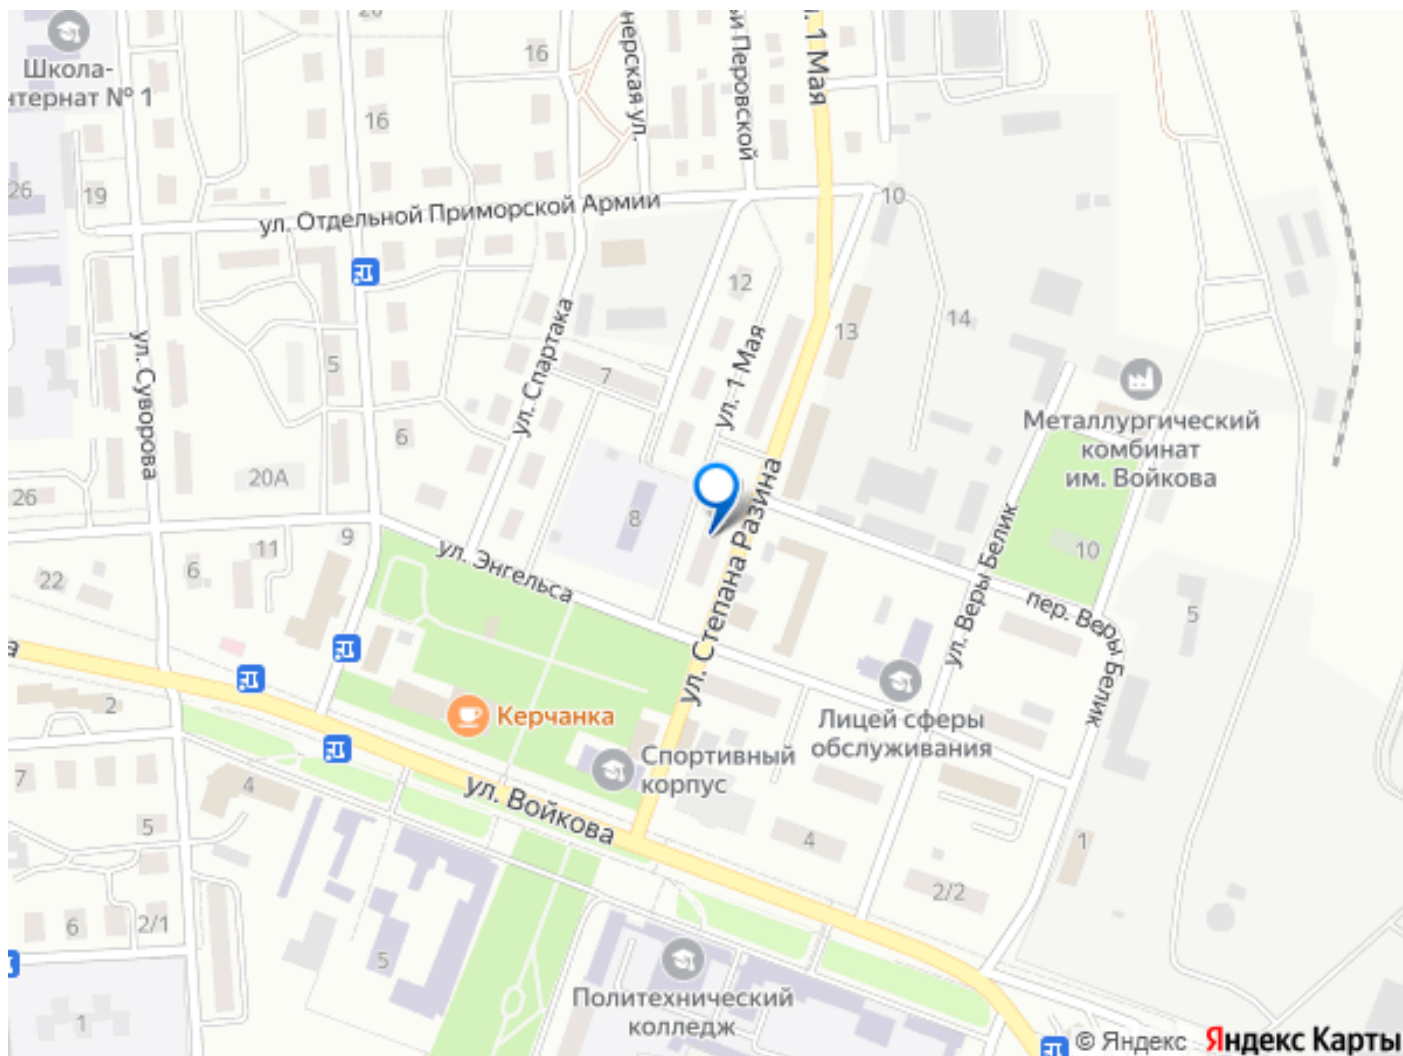 20
Школа-
нтернат № 1
16
16
нерская ул.
и Перовской
1 Мая
26
19
ул. Отдельной Приморской Армии
10
12
14
13
ул. Суворова
5
ул. Спартака
7
ул. 1 Мая
6
Металлургический
комбинат
им. Войкова
20А
26
8
ул. Степана Разина
11
9
ул. Энгельса
ул. Веры Белик
10
22
6
пер. Веры Белик
5
а
2
Керчанка
Лицей сферы
обслуживания
Спортивный
корпус
7
4
ул. Войкова
5
4
1
2/2
6
2/1
5
Политехнический
колледж
1
© Яндекс Яндекс Карты